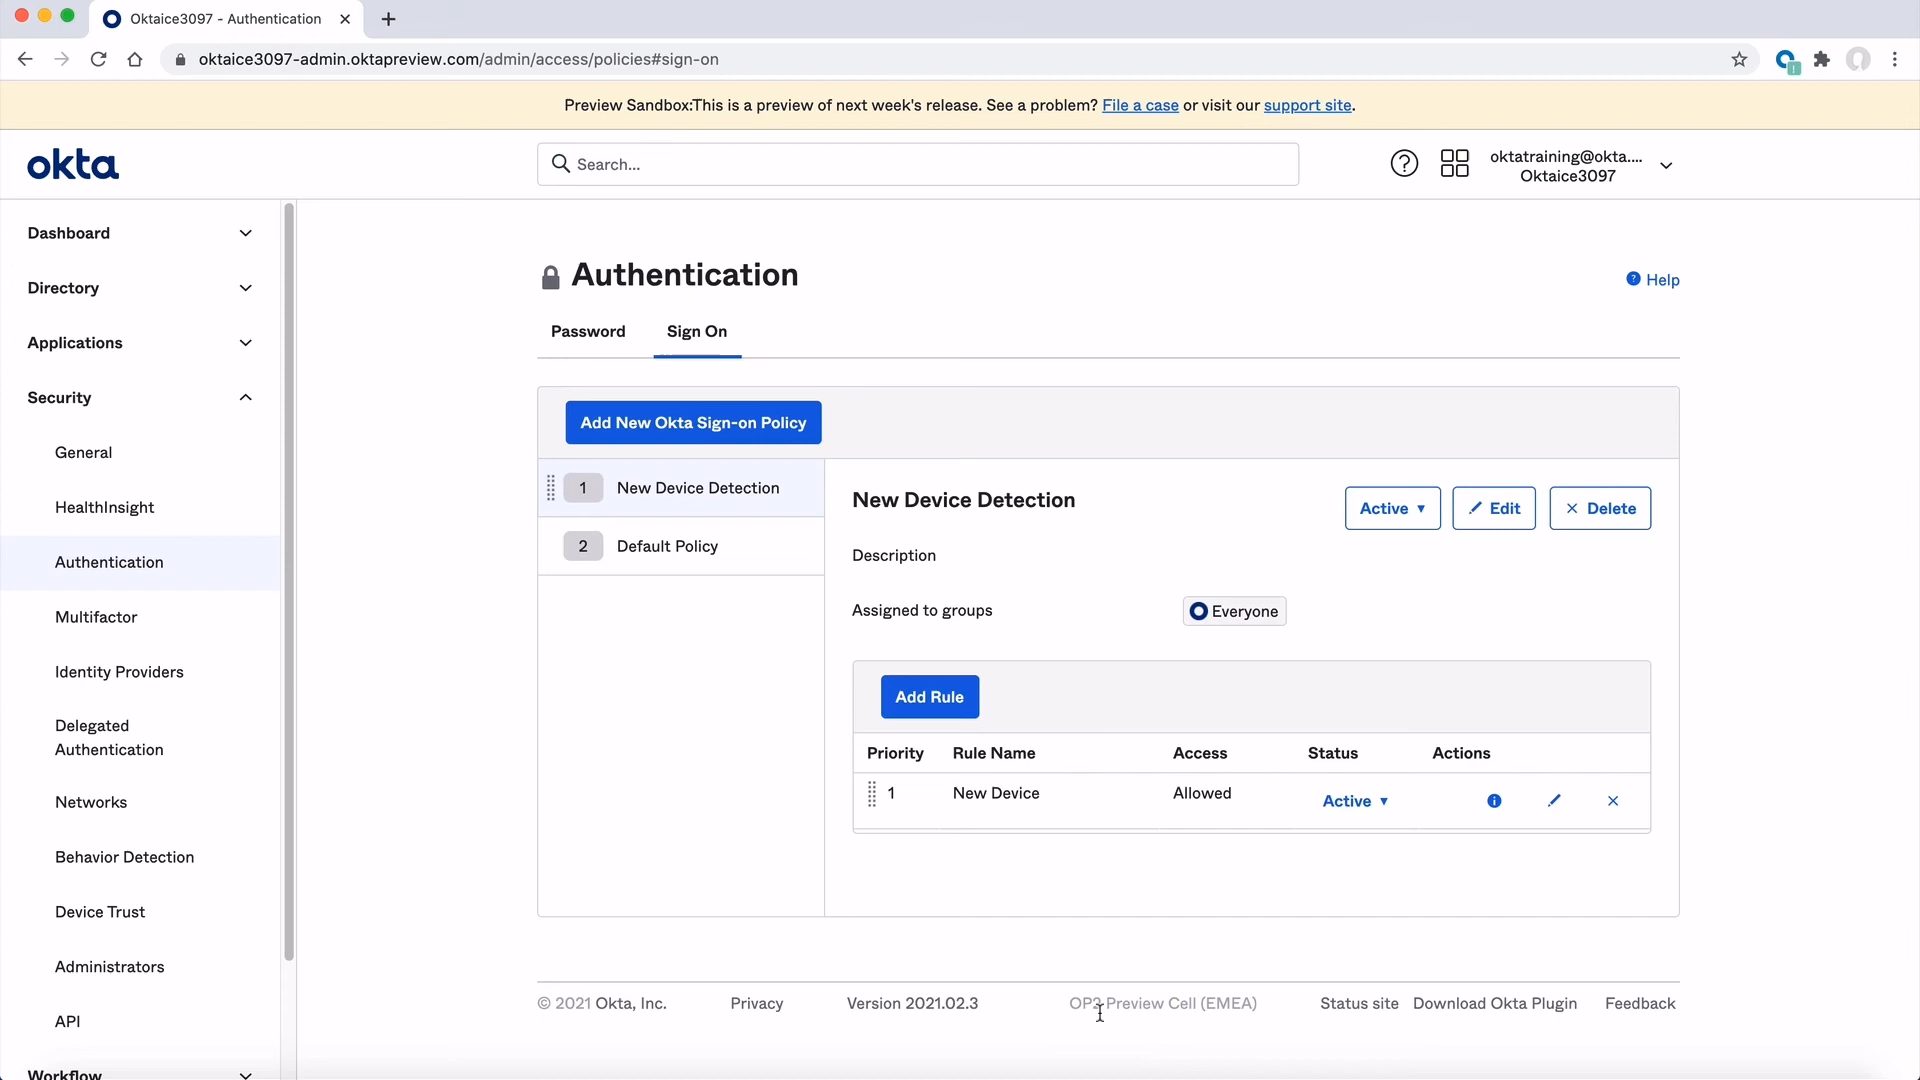 Oktaice3097 - Authentication
oktaice3097-admin.oktapreview.com/admin/access/policies#sign-on
Preview Sandbox:This is a preview of next week's release. See a problem? File a case or visit our support site.
okta
Search...
oktatraining@okta....
Oktaice3097
Dashboard
Directory
Applications
Security
General
HealthInsight
Authentication
Multifactor
Identity Providers
Delegated
Authentication
Networks
Behavior Detection
Device Trust
Administrators
API
Workflow
Authentication
Help
Password Sign On
Add New Okta Sign-on Policy
1 New Device Detection
2 Default Policy
New Device Detection
Active ▼ Edit Delete
Description
Assigned to groups Everyone
Add Rule
Priority Rule Name Access Status Actions
1 New Device Allowed Active ▼
© 2021 Okta, Inc. Privacy Version 2021.02.3 OP2 Preview Cell (EMEA) Status site Download Okta Plugin Feedback